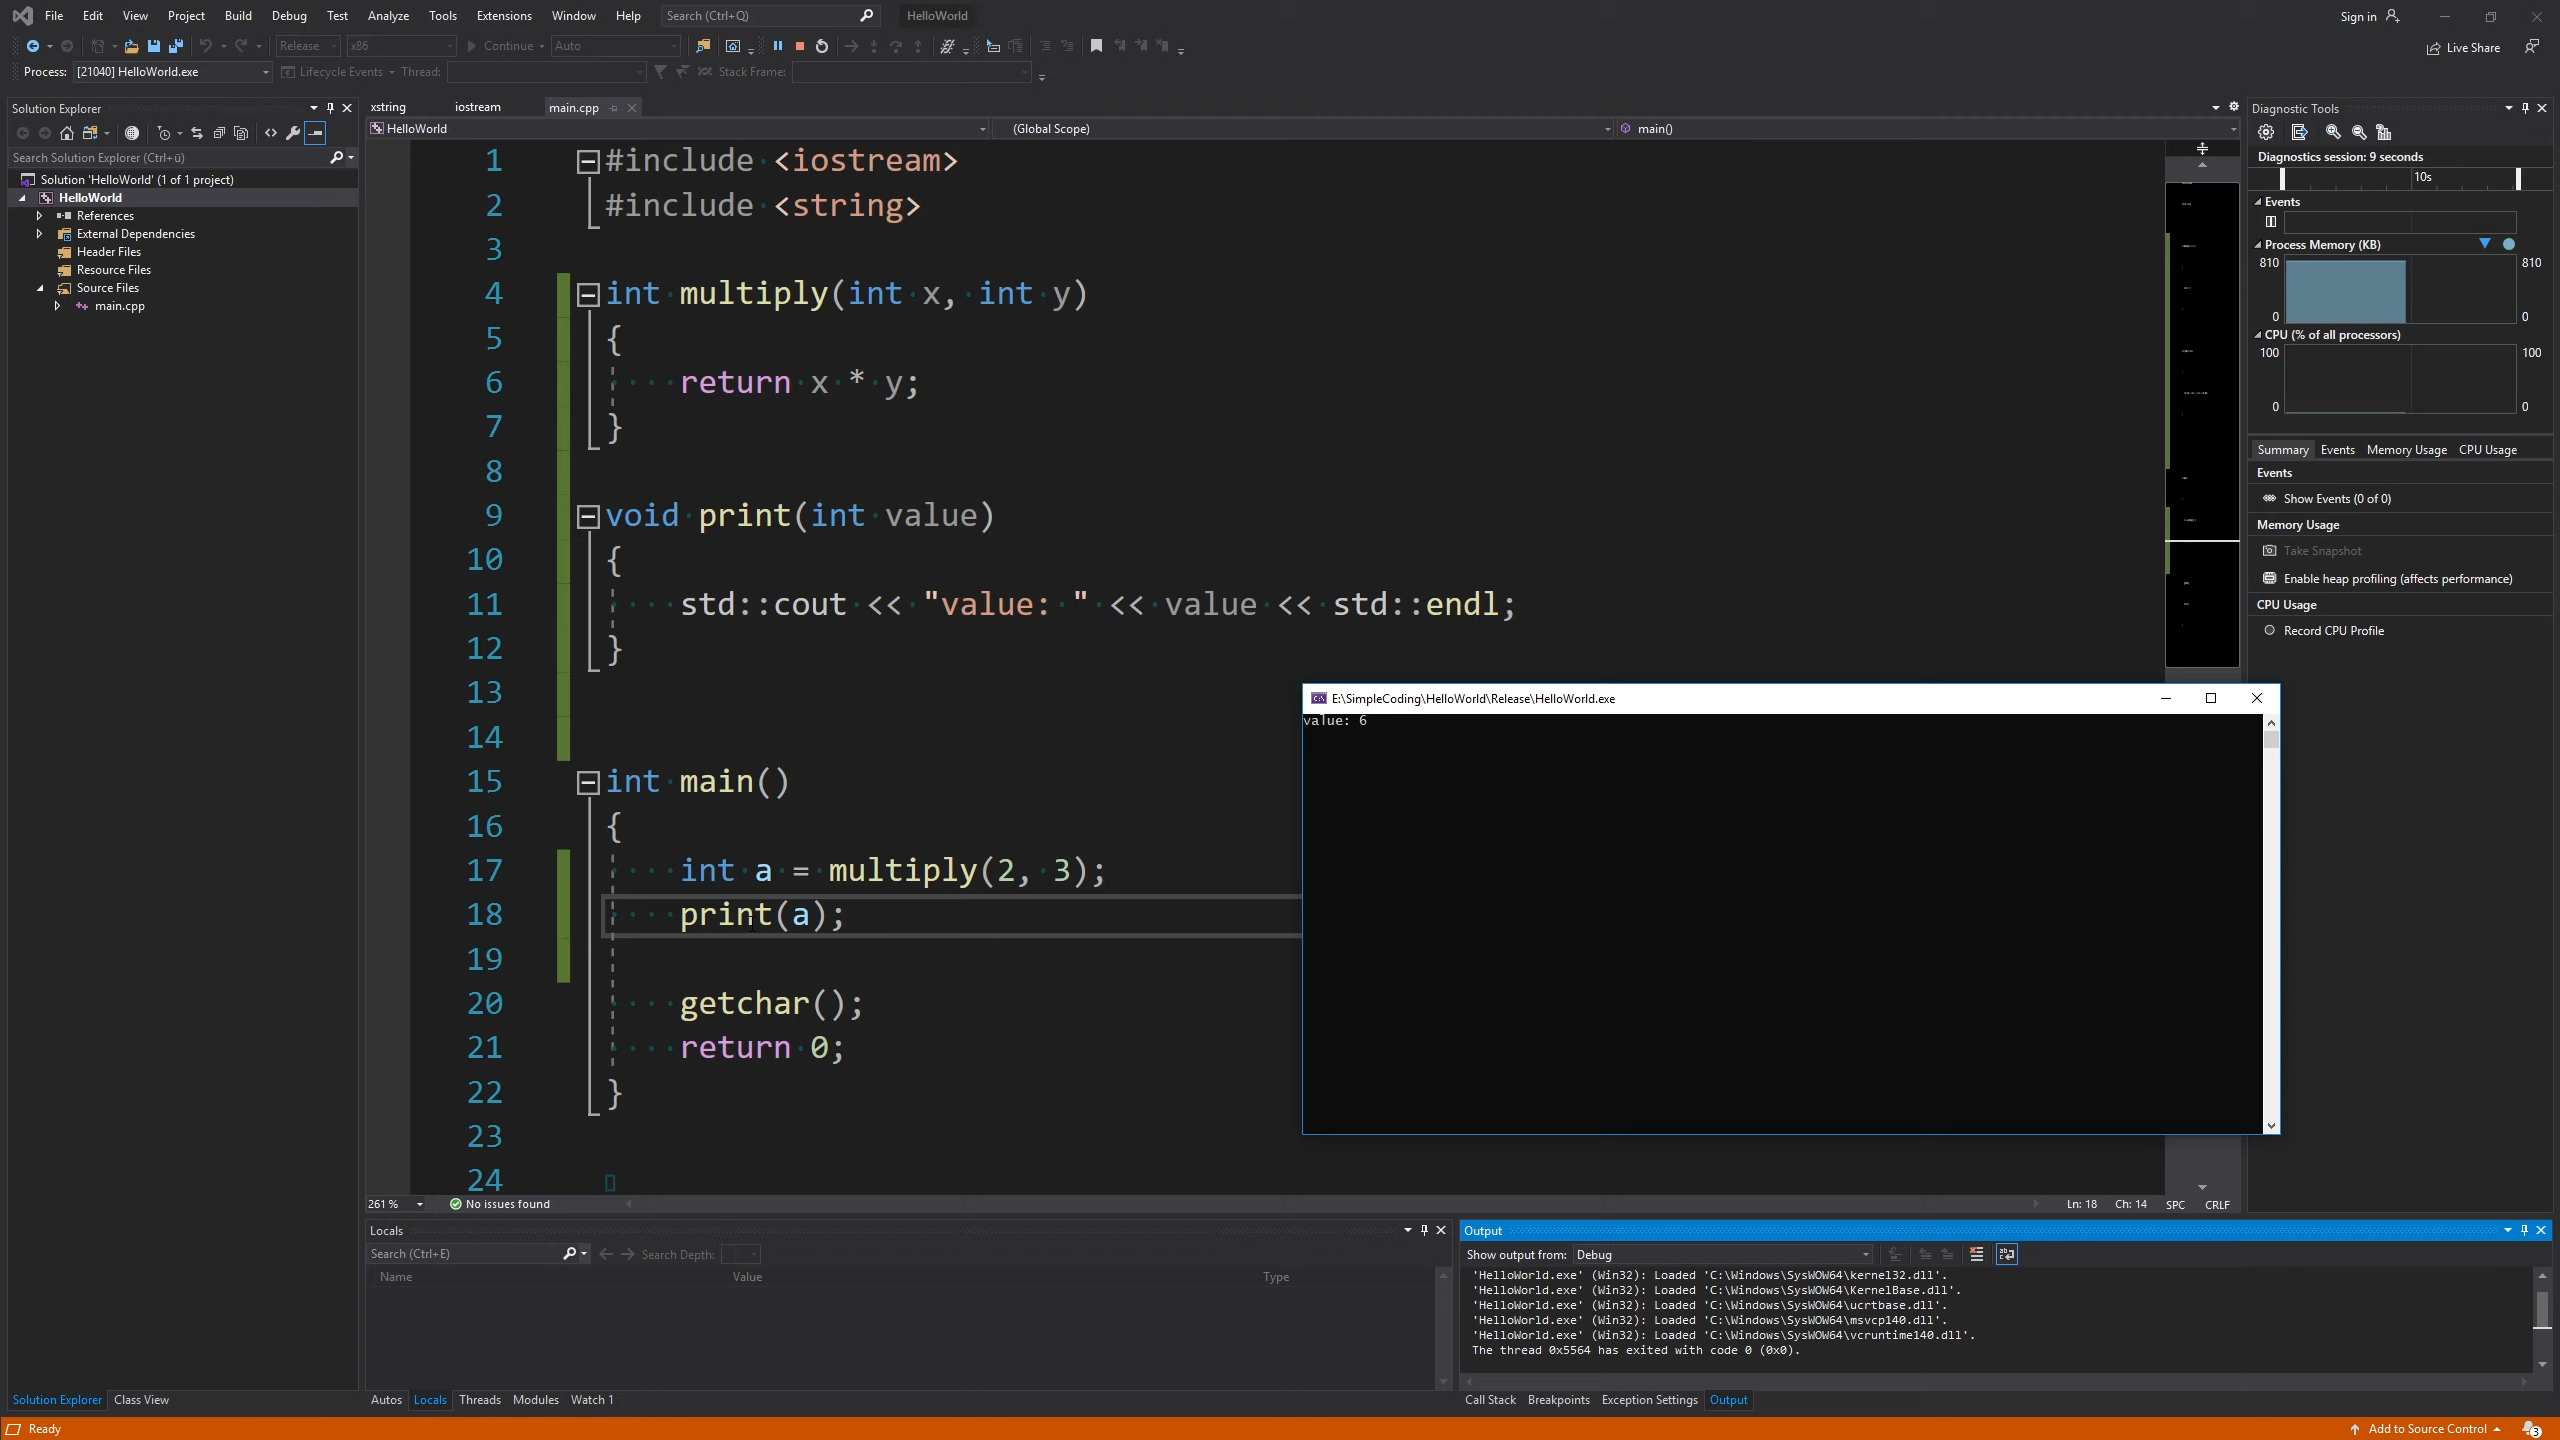 File Edit View Project Build Debug Test Analyze Tools Extensions Window Help Search (Ctrl+Q) HelloWorld Sign in
Release x86 Continue Auto Live Share
Process: [21040] HelloWorld.exe Lifecycle Events Thread: Stack Frame:
Solution Explorer
Search Solution Explorer (Ctrl+ü)
Solution 'HelloWorld' (1 of 1 project)
HelloWorld
References
External Dependencies
Header Files
Resource Files
Source Files
main.cpp
xstring iostream main.cpp
HelloWorld (Global Scope) main()
1 #include <iostream>
2 #include <string>
3
4 int multiply(int x, int y)
5 {
6 return x * y;
7 }
8
9 void print(int value)
10 {
11 std::cout << "value: " << value << std::endl;
12 }
13
14
15 int main()
16 {
17 int a = multiply(2, 3);
18 print(a);
19
20 getchar();
21 return 0;
22 }
23
24
E:\SimpleCoding\HelloWorld\Release\HelloWorld.exe
value: 6
261 % No issues found Ln: 18 Ch: 14 SPC CRLF
Diagnostic Tools
Diagnostics session: 9 seconds
10s
Events
Process Memory (KB)
810 810
0 0
CPU (% of all processors)
100 100
0 0
Summary Events Memory Usage CPU Usage
Events
Show Events (0 of 0)
Memory Usage
Take Snapshot
Enable heap profiling (affects performance)
CPU Usage
Record CPU Profile
Locals
Search (Ctrl+E) Search Depth:
Name Value Type
Output
Show output from: Debug
'HelloWorld.exe' (Win32): Loaded 'C:\Windows\SysWOW64\kernel32.dll'.
'HelloWorld.exe' (Win32): Loaded 'C:\Windows\SysWOW64\KernelBase.dll'.
'HelloWorld.exe' (Win32): Loaded 'C:\Windows\SysWOW64\ucrtbase.dll'.
'HelloWorld.exe' (Win32): Loaded 'C:\Windows\SysWOW64\msvcp140.dll'.
'HelloWorld.exe' (Win32): Loaded 'C:\Windows\SysWOW64\vcruntime140.dll'.
The thread 0x5564 has exited with code 0 (0x0).
Solution Explorer Class View
Autos Locals Threads Modules Watch 1
Call Stack Breakpoints Exception Settings Output
Ready Add to Source Control 3